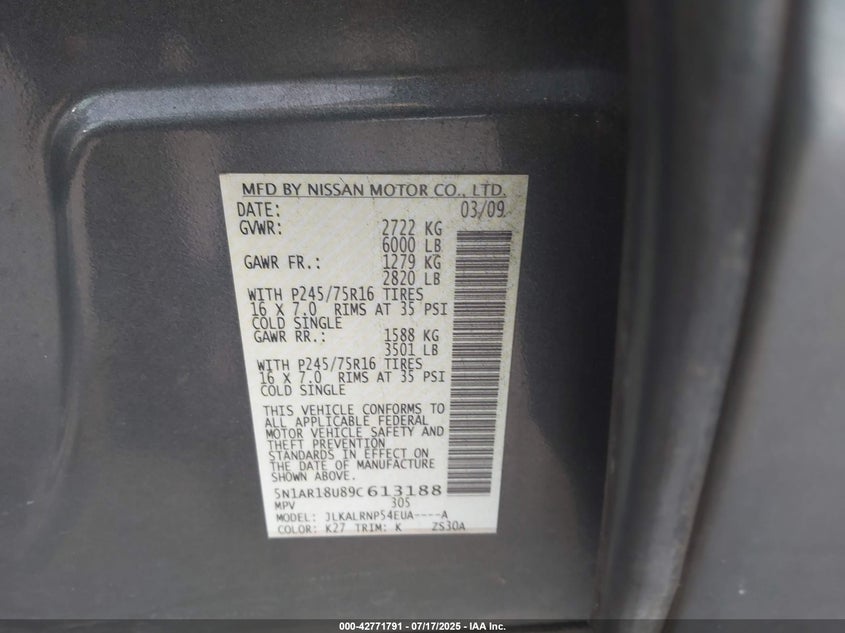 MFD BY NISSAN MOTOR CO., LTD.
DATE: 03/09
GVWR: 2722 KG
6000 LB
GAWR FR.: 1279 KG
2820 LB
WITH P245/75R16 TIRES
16 X 7.0 RIMS AT 35 PSI
COLD SINGLE
GAWR RR.: 1588 KG
3501 LB
WITH P245/75R16 TIRES
16 X 7.0 RIMS AT 35 PSI
COLD SINGLE
THIS VEHICLE CONFORMS TO
ALL APPLICABLE FEDERAL
MOTOR VEHICLE SAFETY AND
THEFT PREVENTION
STANDARDS IN EFFECT ON
THE DATE OF MANUFACTURE
SHOWN ABOVE.
5N1AR18U89C613188
MPV 305
MODEL: JLKALRNP54EUA----A
COLOR: K27 TRIM: K ZS30A
000-42771791 / 07/17/2025 - IAA Inc.